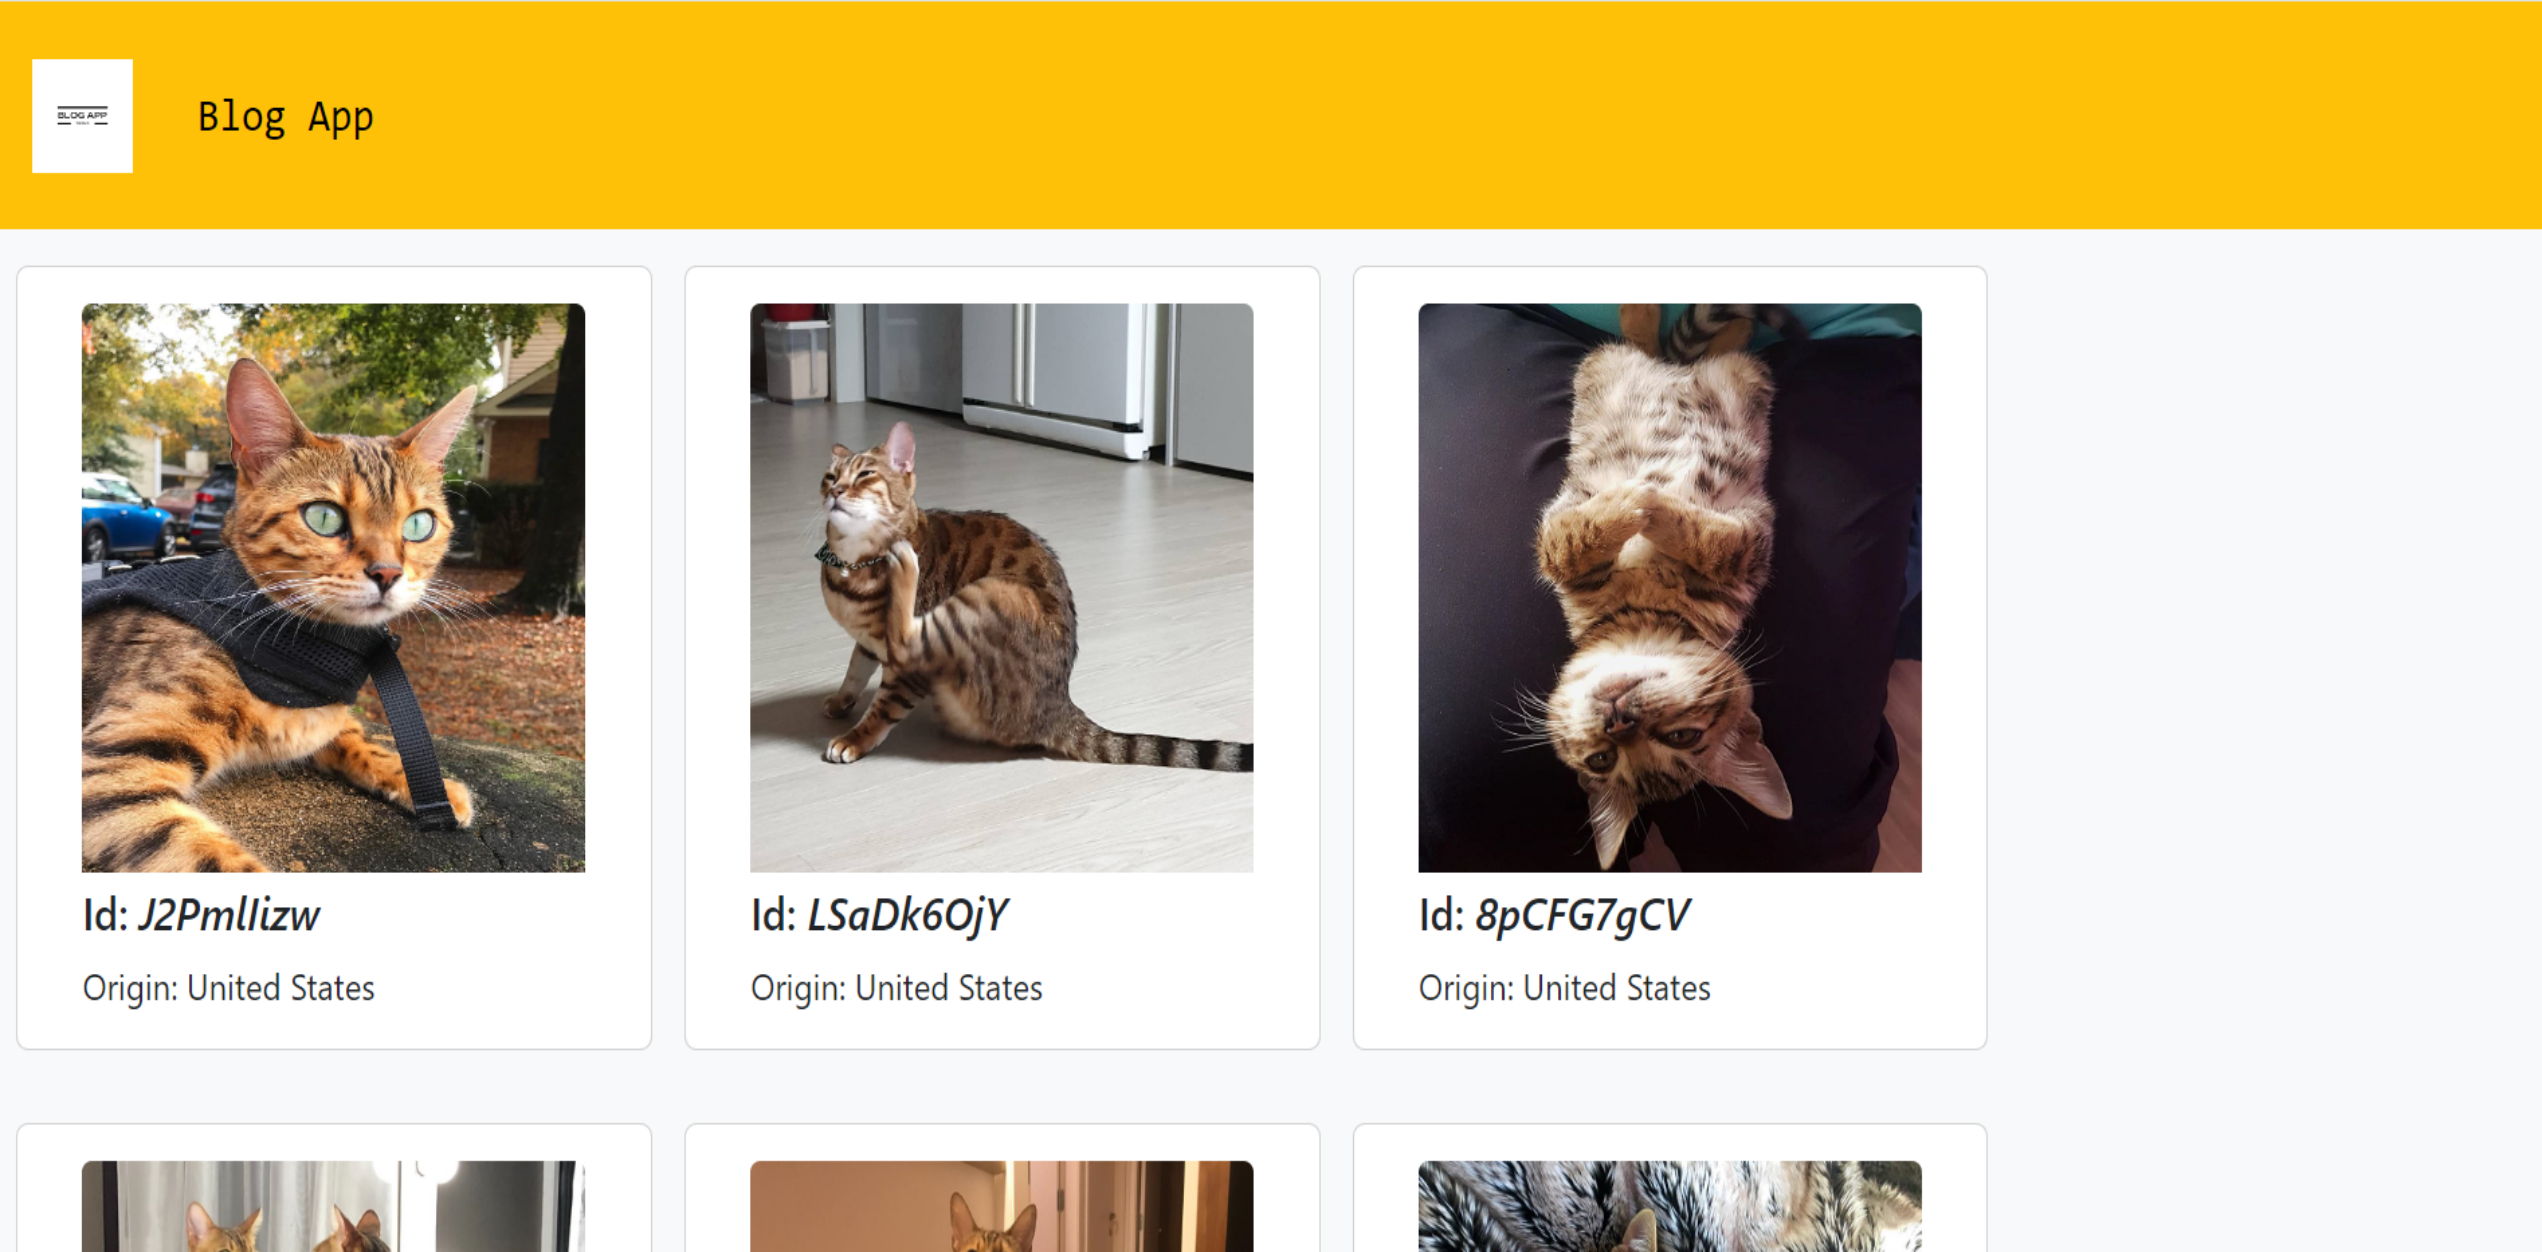 BLOG APP
Blog App
Id: J2PmlIizw
Id: LSaDk6OjY
Id: 8pCFG7gCV
Origin: United States
Origin: United States
Origin: United States